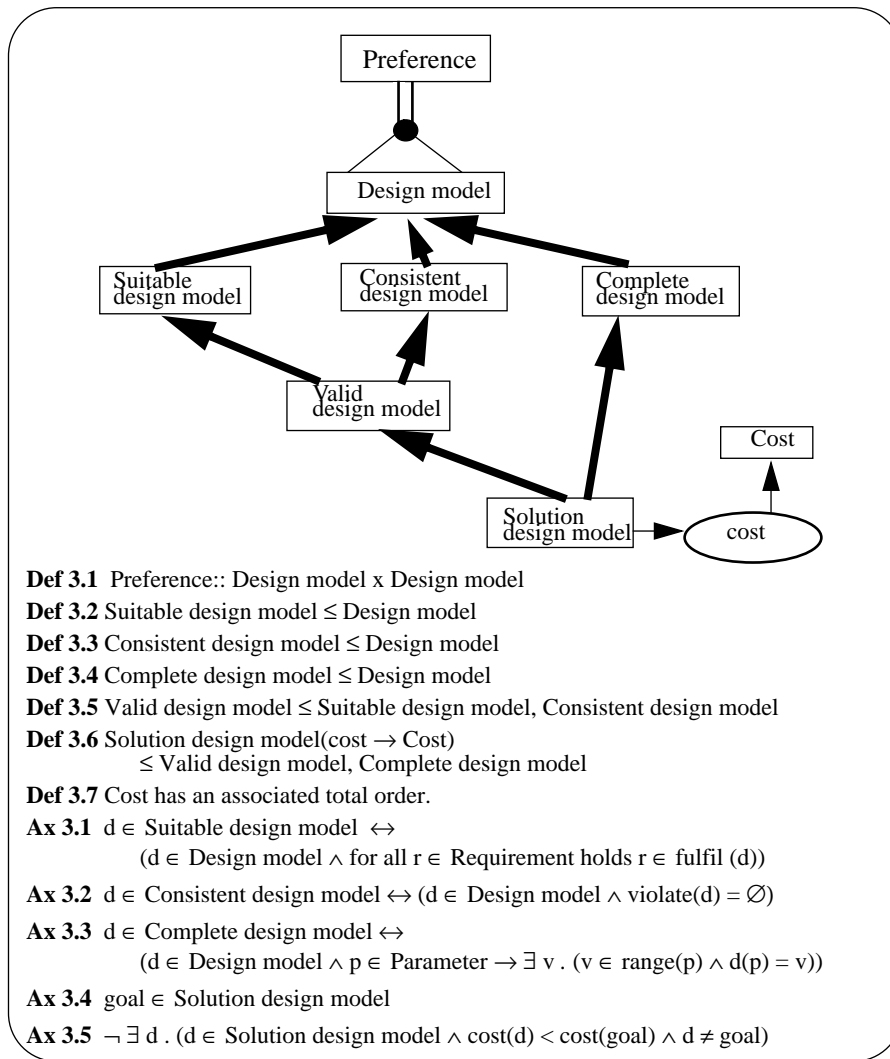 Preference
Design model
Suitable
design model
Consistent
design model
Complete
design model
Valid
design model
Cost
Solution
design model
cost
Def 3.1 Preference:: Design model x Design model
Def 3.2 Suitable design model ≤ Design model
Def 3.3 Consistent design model ≤ Design model
Def 3.4 Complete design model ≤ Design model
Def 3.5 Valid design model ≤ Suitable design model, Consistent design model
Def 3.6 Solution design model(cost → Cost)
≤ Valid design model, Complete design model
Def 3.7 Cost has an associated total order.
Ax 3.1 d ∈ Suitable design model ↔
(d ∈ Design model ∧ for all r ∈ Requirement holds r ∈ fulfil (d))
Ax 3.2 d ∈ Consistent design model ↔ (d ∈ Design model ∧ violate(d) = ∅)
Ax 3.3 d ∈ Complete design model ↔
(d ∈ Design model ∧ p ∈ Parameter → ∃ v . (v ∈ range(p) ∧ d(p) = v))
Ax 3.4 goal ∈ Solution design model
Ax 3.5 ¬ ∃ d . (d ∈ Solution design model ∧ cost(d) < cost(goal) ∧ d ≠ goal)